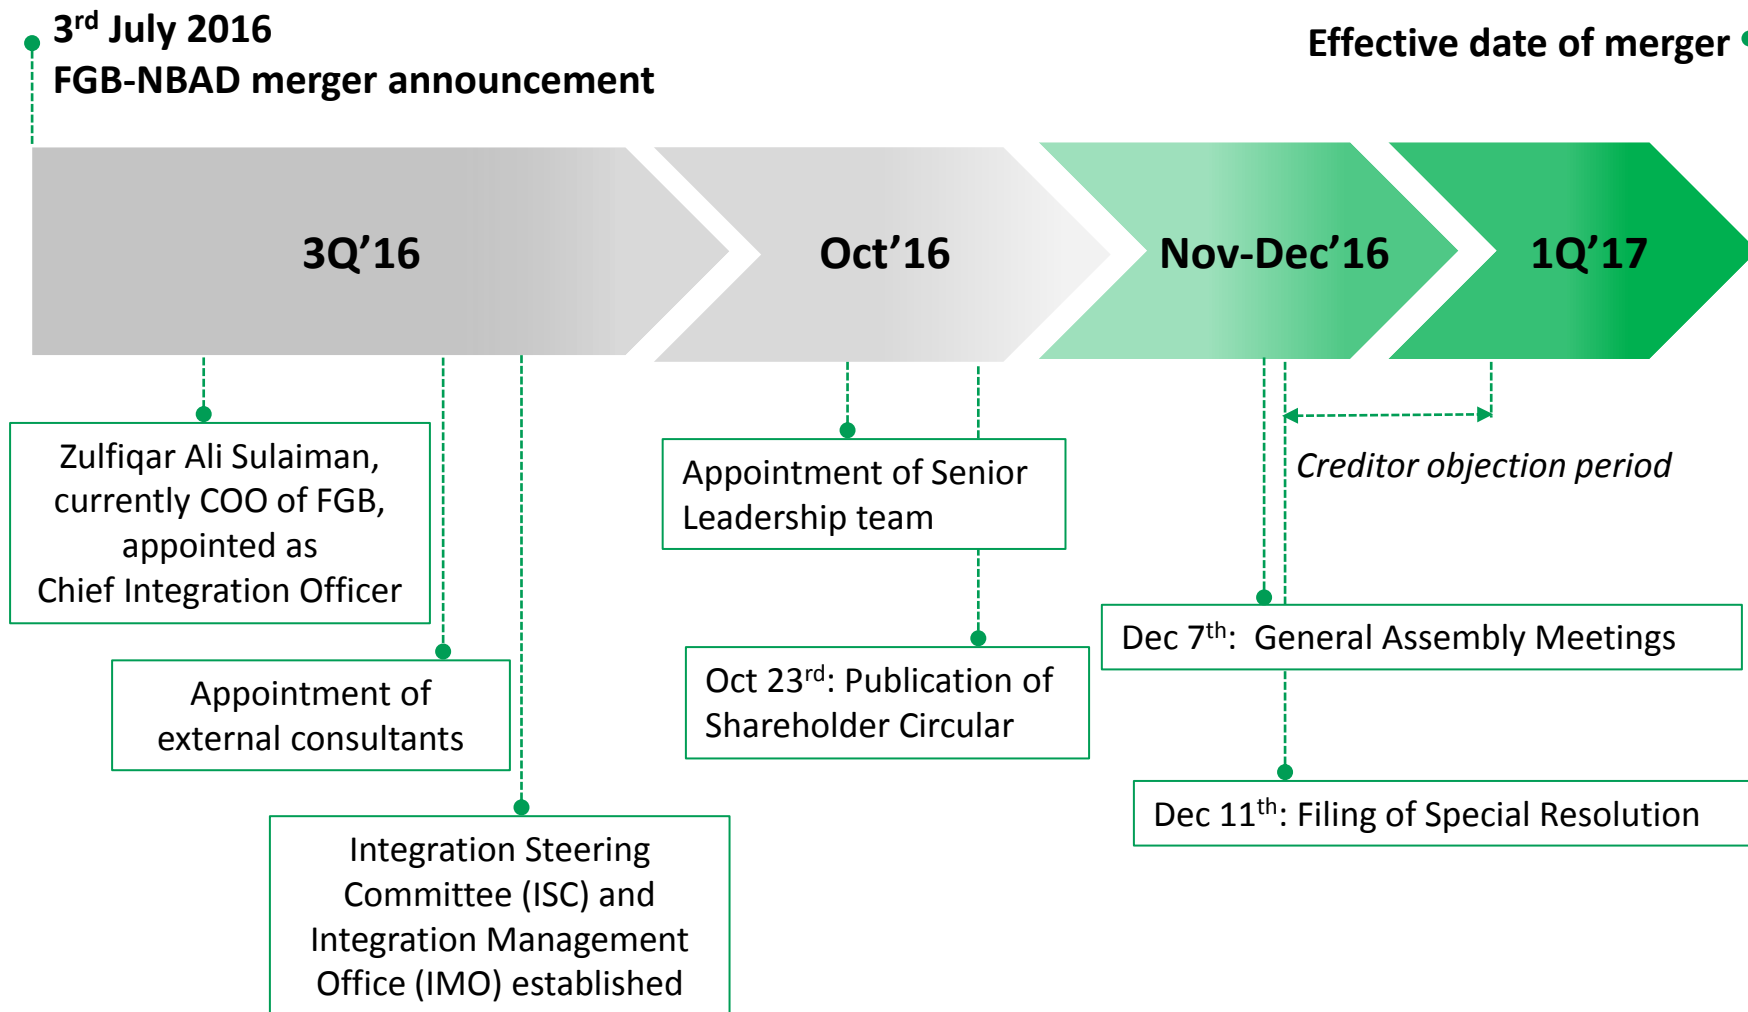 3rd July 2016
FGB-NBAD merger announcement
Effective date of merger
3Q’16
Oct’16
Nov-Dec’16
1Q’17
Zulfiqar Ali Sulaiman,
currently COO of FGB,
appointed as
Chief Integration Officer
Appointment of
external consultants
Integration Steering
Committee (ISC) and
Integration Management
Office (IMO) established
Appointment of Senior
Leadership team
Oct 23rd: Publication of
Shareholder Circular
Creditor objection period
Dec 7th:  General Assembly Meetings
Dec 11th: Filing of Special Resolution